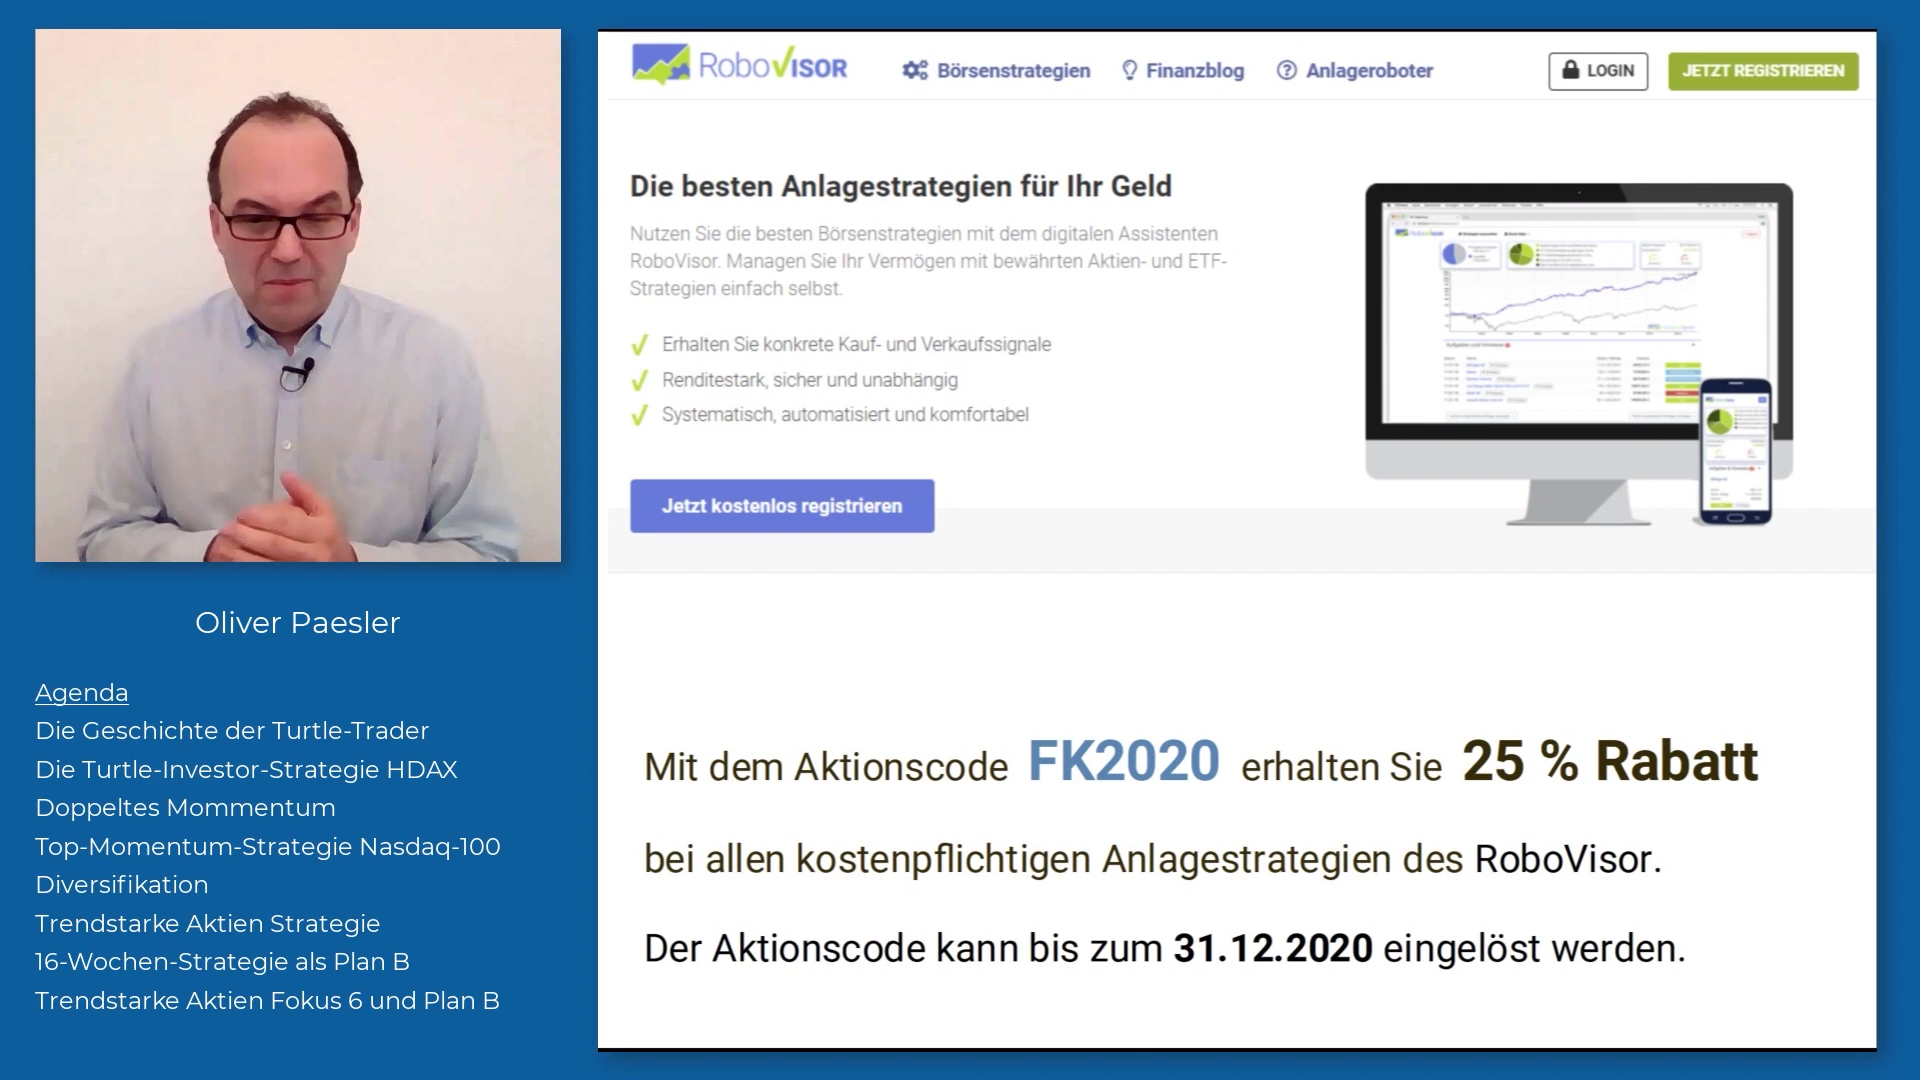 Oliver Paesler
Agenda
Die Geschichte der Turtle-Trader
Die Turtle-Investor-Strategie HDAX
Doppeltes Mommentum
Top-Momentum-Strategie Nasdaq-100
Diversifikation
Trendstarke Aktien Strategie
16-Wochen-Strategie als Plan B
Trendstarke Aktien Fokus 6 und Plan B
RoboVISOR Börsenstrategien Finanzblog Anlageroboter LOGIN JETZT REGISTRIEREN
Die besten Anlagestrategien für Ihr Geld
Nutzen Sie die besten Börsenstrategien mit dem digitalen Assistenten
RoboVisor. Managen Sie Ihr Vermögen mit bewährten Aktien- und ETF-
Strategien einfach selbst.
Erhalten Sie konkrete Kauf- und Verkaufssignale
Renditestark, sicher und unabhängig
Systematisch, automatisiert und komfortabel
Jetzt kostenlos registrieren
Mit dem Aktionscode FK2020 erhalten Sie 25 % Rabatt
bei allen kostenpflichtigen Anlagestrategien des RoboVisor.
Der Aktionscode kann bis zum 31.12.2020 eingelöst werden.